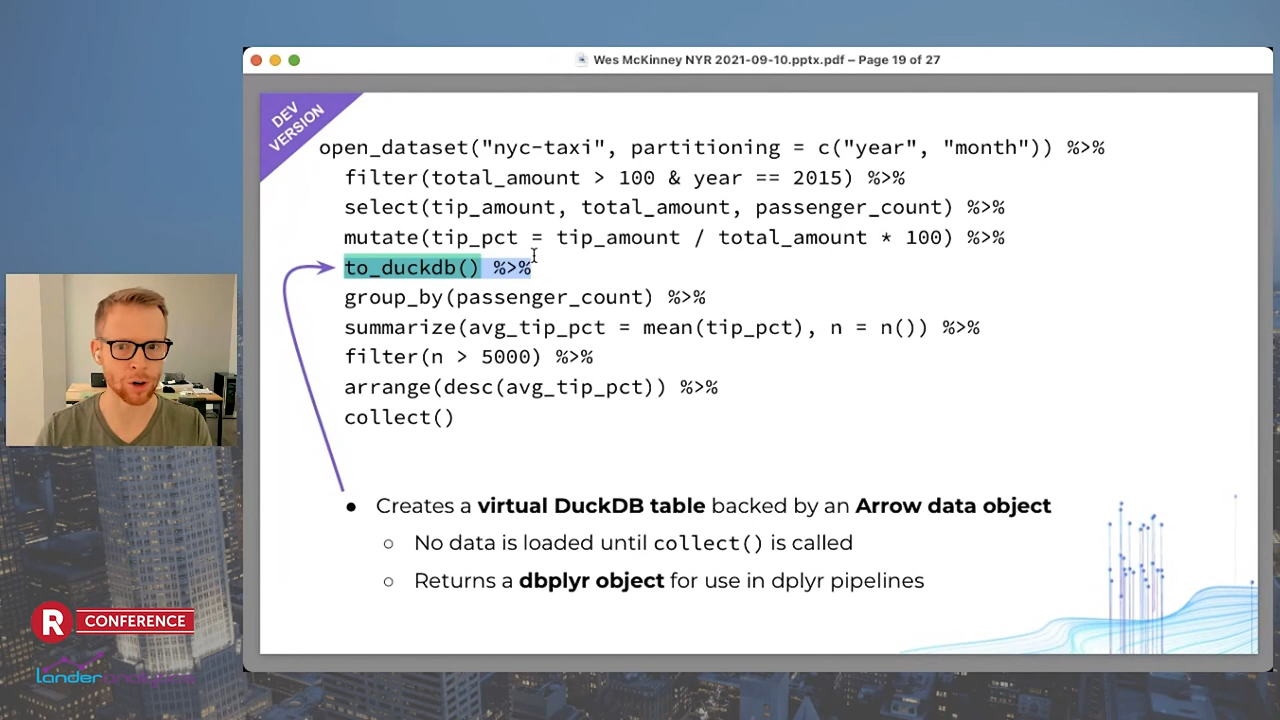 Wes McKinney NYR 2021-09-10.pptx.pdf – Page 19 of 27
DEV
VERSION
open_dataset("nyc-taxi", partitioning = c("year", "month")) %>%
filter(total_amount > 100 & year == 2015) %>%
select(tip_amount, total_amount, passenger_count) %>%
mutate(tip_pct = tip_amount / total_amount * 100) %>%
to_duckdb() %>%
group_by(passenger_count) %>%
summarize(avg_tip_pct = mean(tip_pct), n = n()) %>%
filter(n > 5000) %>%
arrange(desc(avg_tip_pct)) %>%
collect()
● Creates a virtual DuckDB table backed by an Arrow data object
○ No data is loaded until collect() is called
○ Returns a dbplyr object for use in dplyr pipelines
R CONFERENCE
landeranalytics